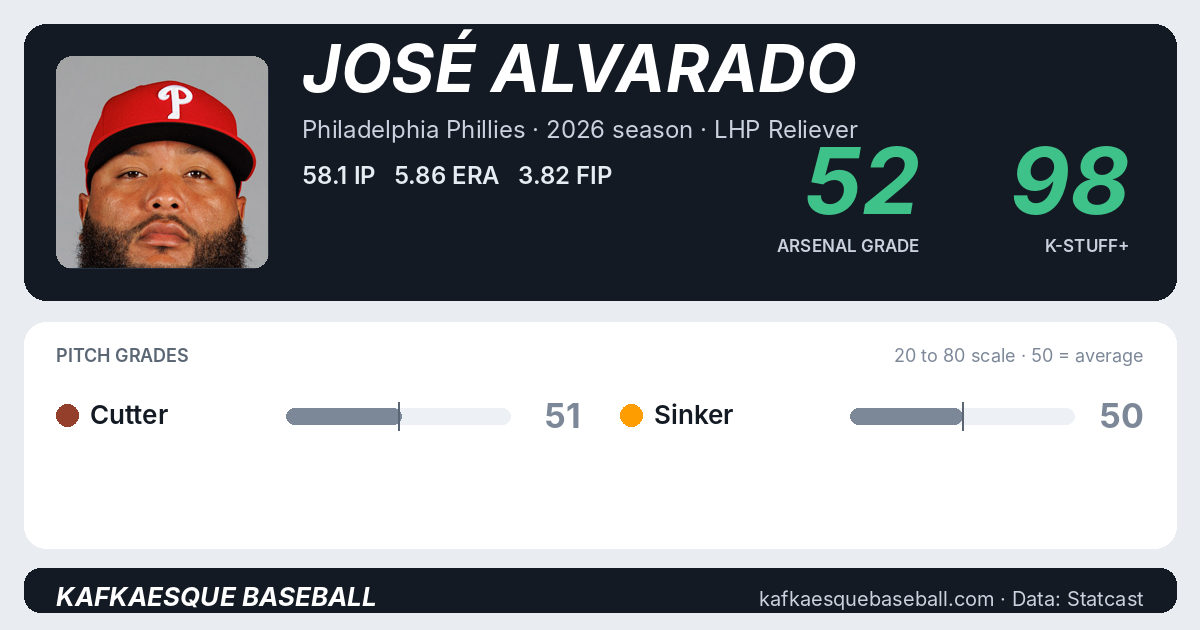 JOSÉ ALVARADO
Philadelphia Phillies · 2026 season · LHP Reliever
58.1 IP 5.86 ERA 3.82 FIP
52 98
ARSENAL GRADE K-STUFF+
PITCH GRADES 20 to 80 scale · 50 = average
Cutter 51 Sinker 50
KAFKAESQUE BASEBALL kafkaesquebaseball.com · Data: Statcast